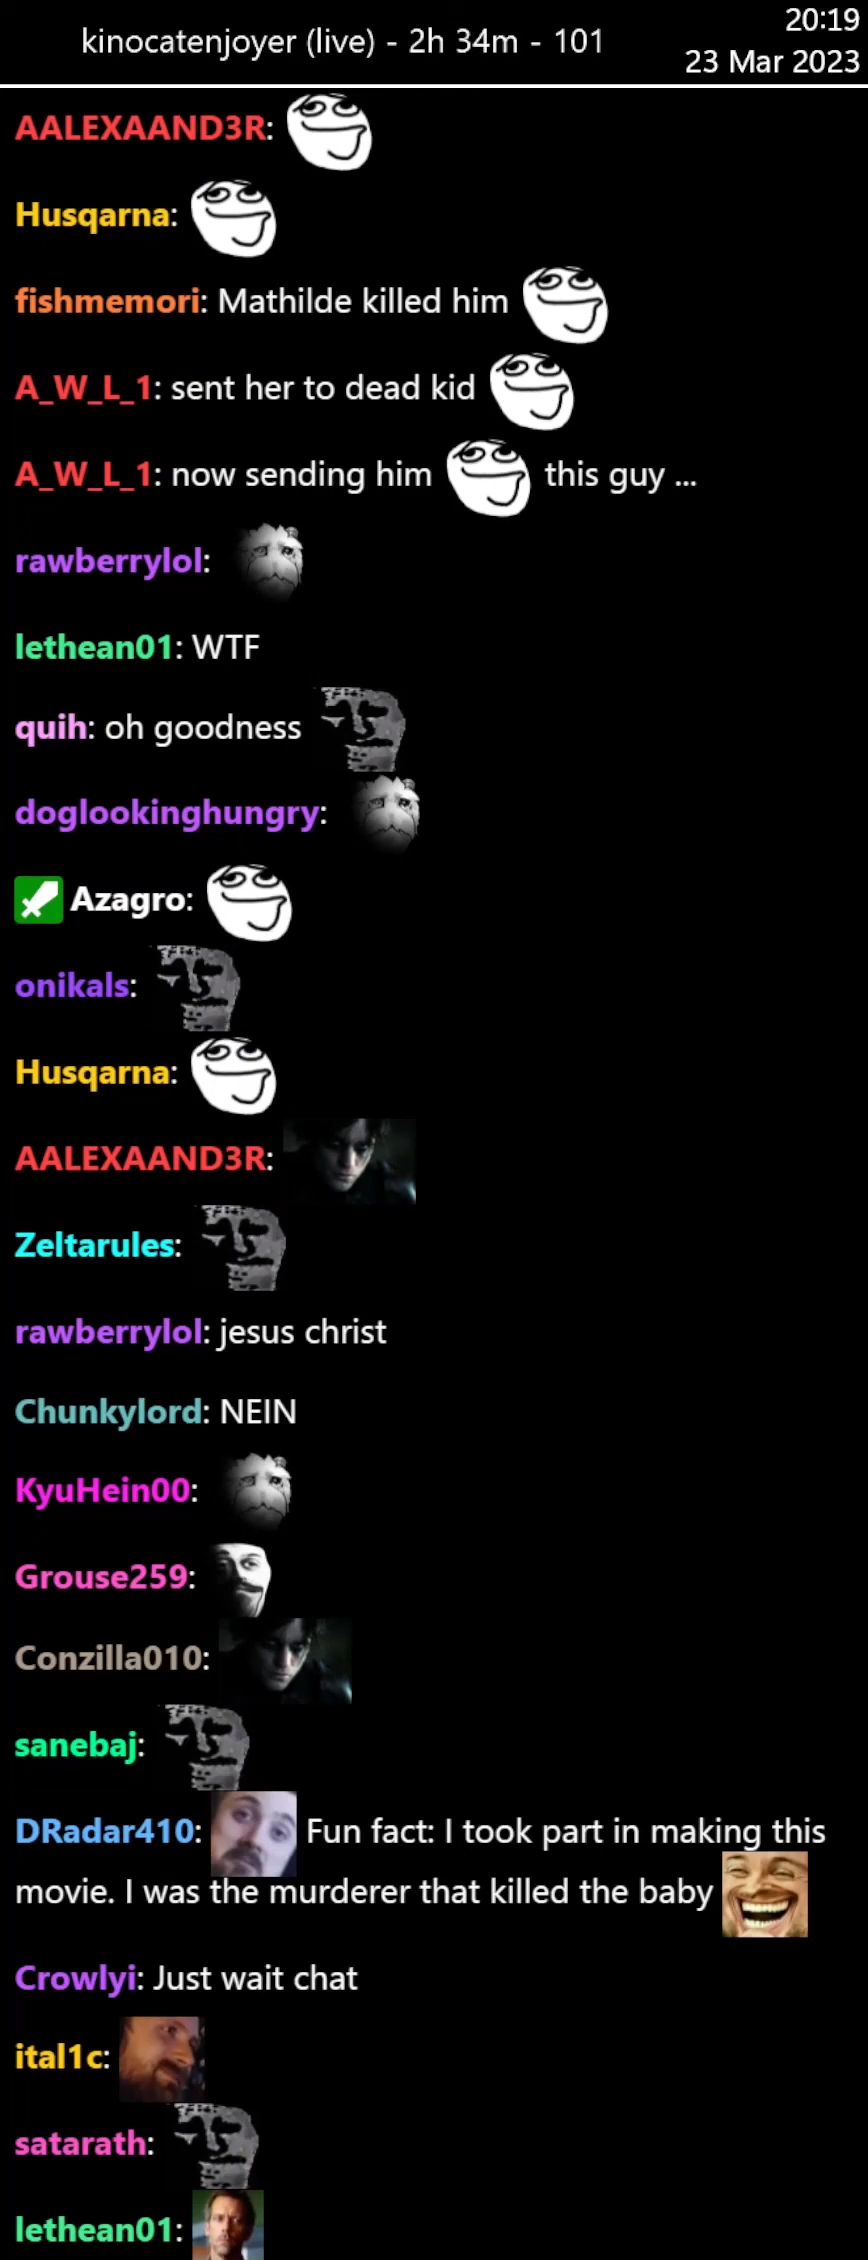 kinocatenjoyer (live) - 2h 34m - 101
20:19
23 Mar 2023
AALEXAAND3R:
Husqarna:
fishmemori: Mathilde killed him
A_W_L_1: sent her to dead kid
A_W_L_1: now sending him this guy ...
rawberrylol:
lethean01: WTF
quih: oh goodness
doglookinghungry:
Azagro:
onikals:
Husqarna:
AALEXAAND3R:
Zeltarules:
rawberrylol: jesus christ
Chunkylord: NEIN
KyuHein00:
Grouse259:
Conzilla010:
sanebaj:
DRadar410: Fun fact: I took part in making this
movie. I was the murderer that killed the baby
Crowlyi: Just wait chat
ital1c:
satarath:
lethean01: